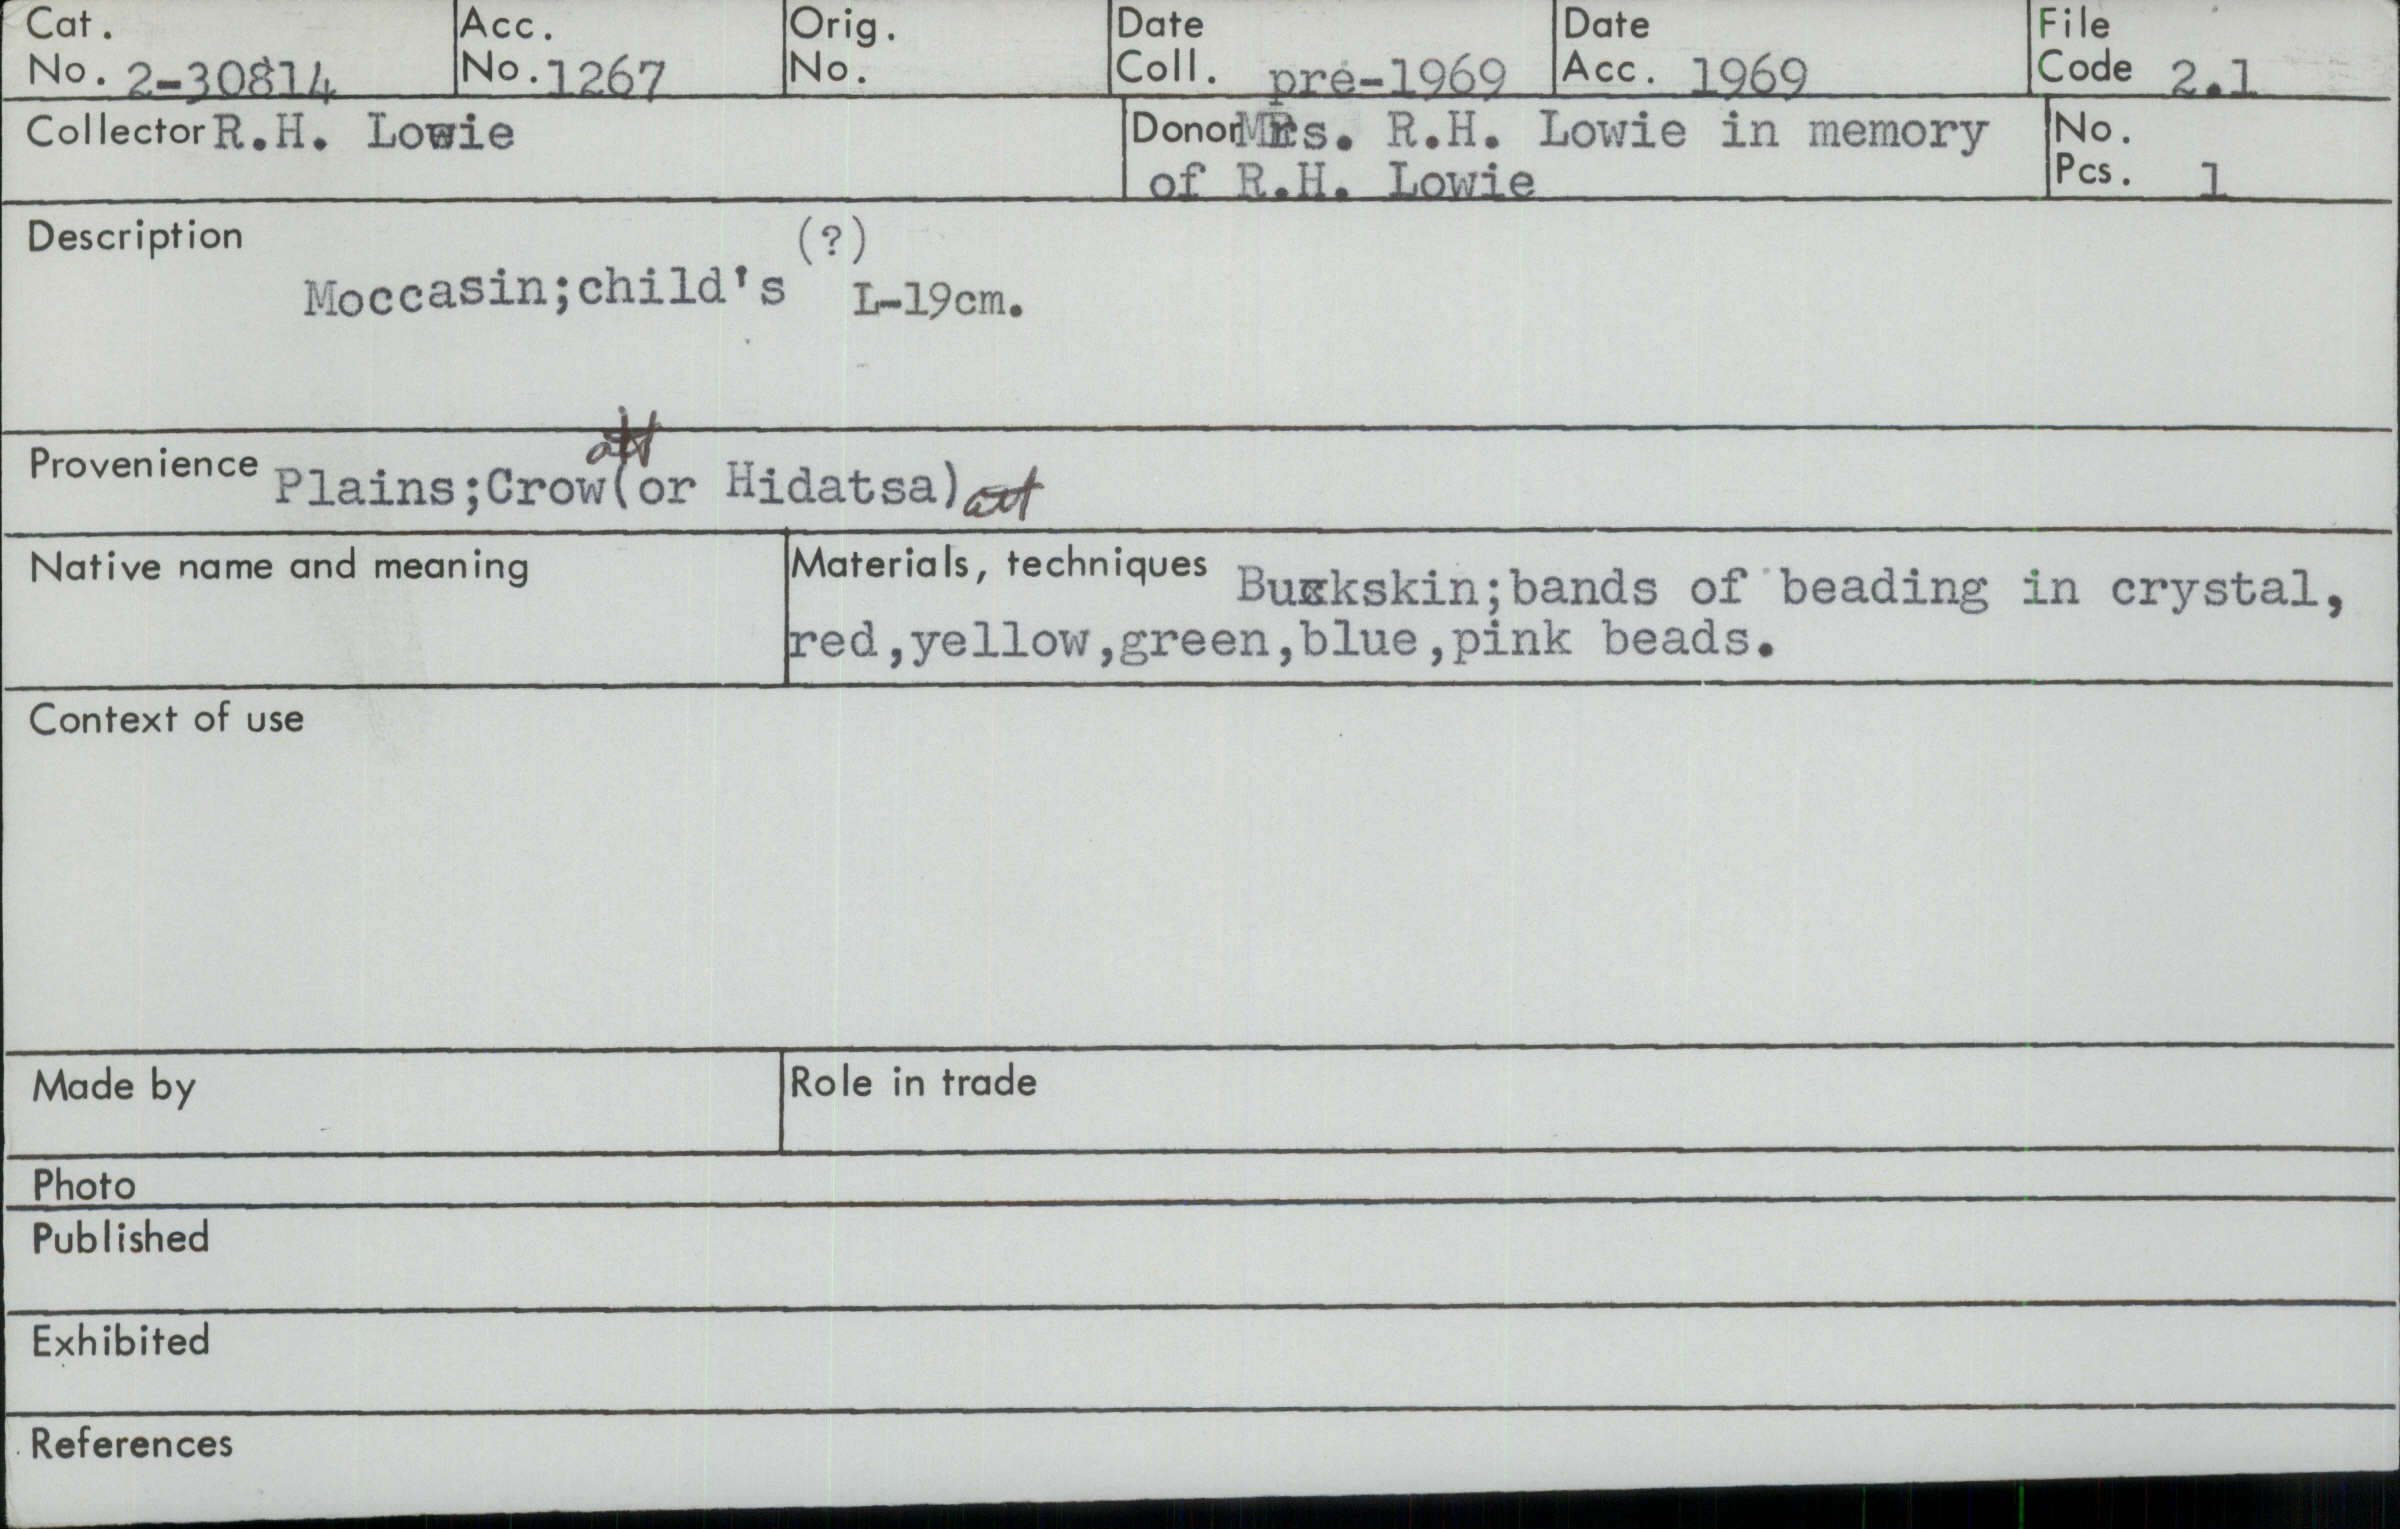 Cat. No. 2-30814
Acc. No. 1267
Orig. No.
Date Coll. pre-1969
Date Acc. 1969
File Code 2.1
Collector R.H. Lowie
Donor Mrs. R.H. Lowie in memory
of R.H. Lowie
No. Pcs. 1
Description
(?)
Moccasin;child's L-19cm.
att
Provenience Plains;Crow(or Hidatsa) att
Native name and meaning
Materials, techniques Buckskin;bands of beading in crystal,
red,yellow,green,blue,pink beads.
Context of use
Made by
Role in trade
Photo
Published
Exhibited
References